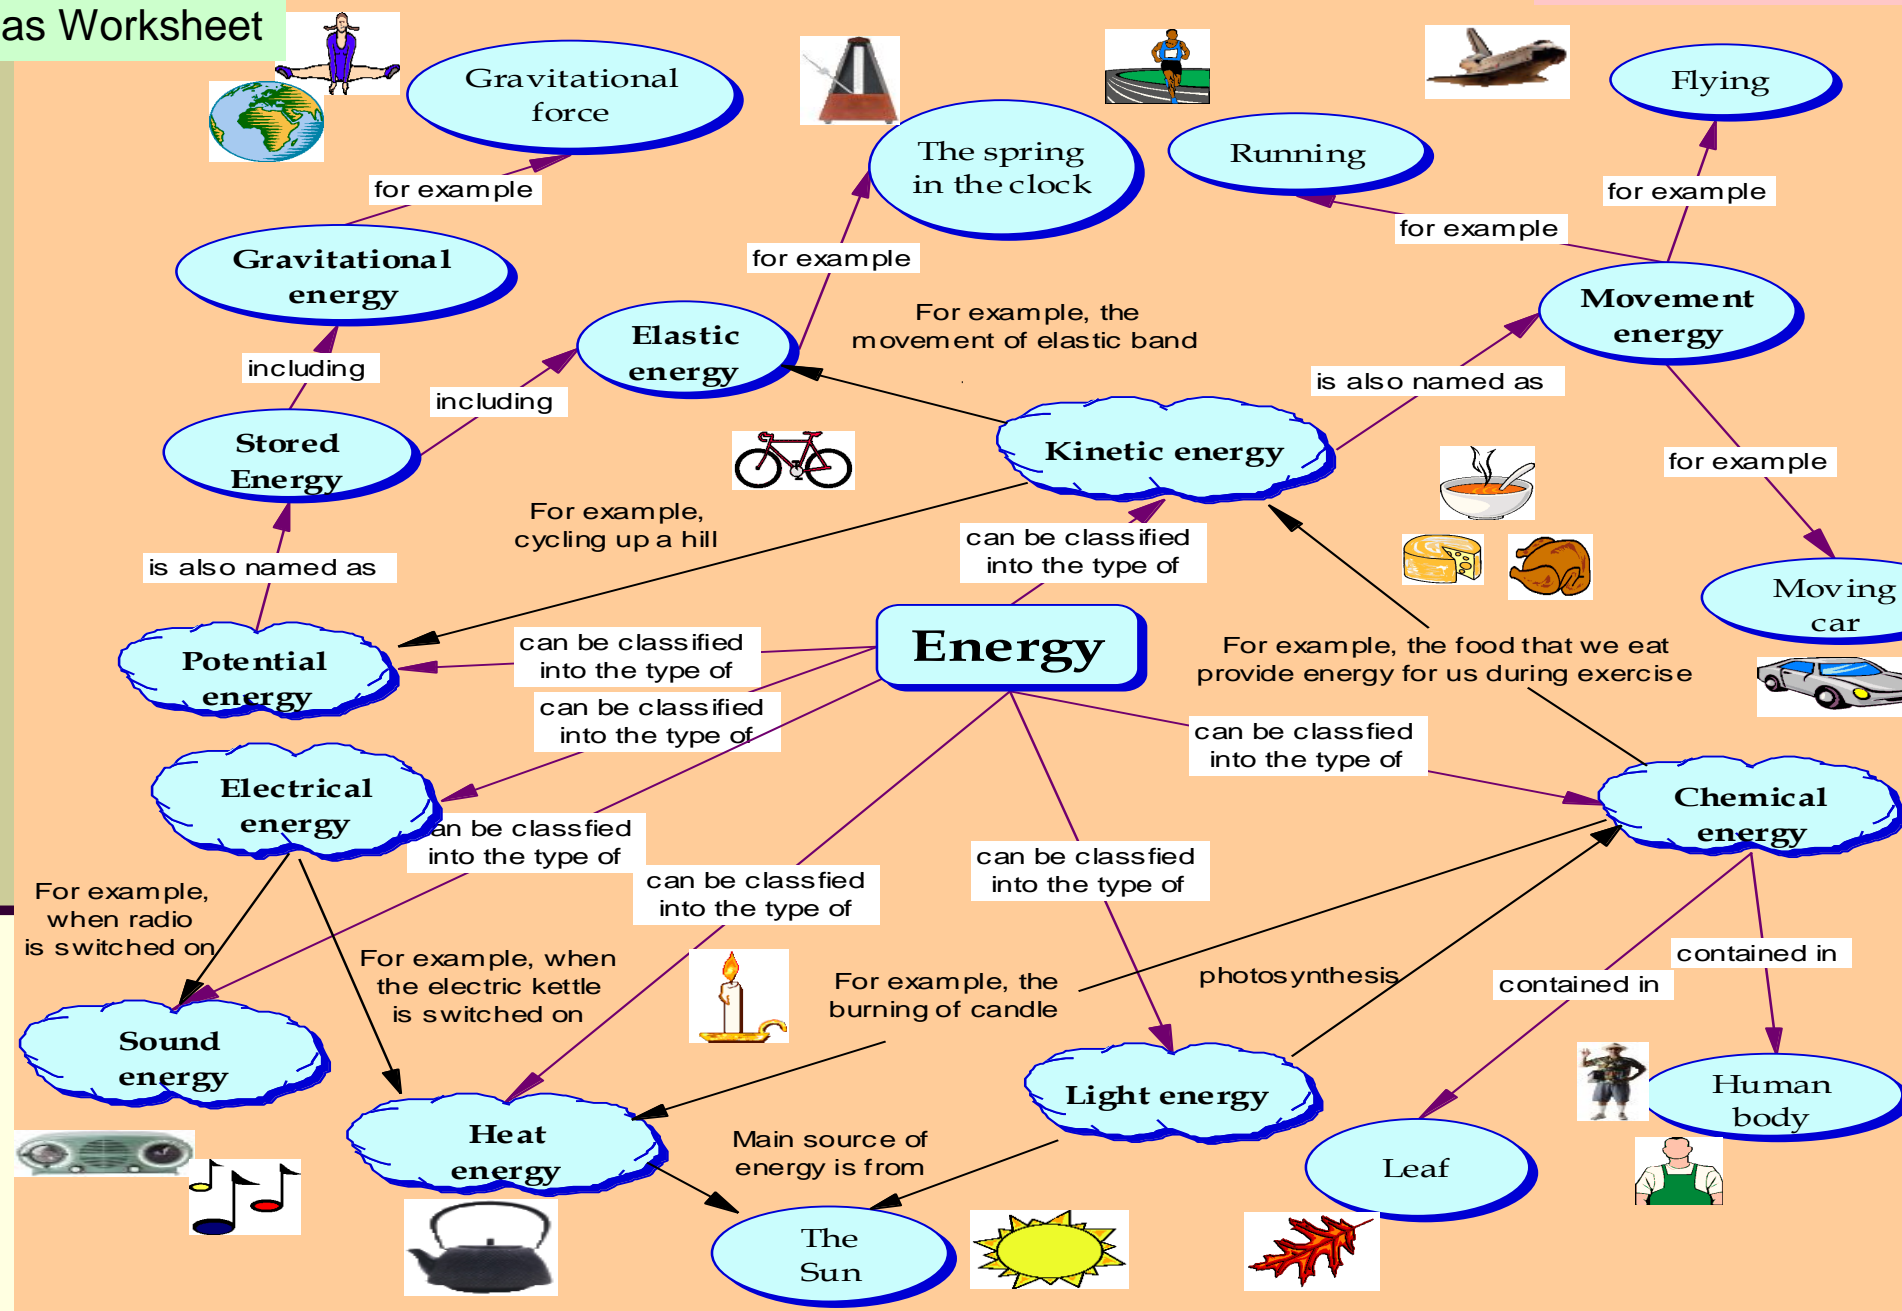 as Worksheet
Gravitational
force
The spring
in the clock
Running
Flying
for example
for example
for example
for example
Gravitational
energy
Elastic
energy
For example, the
movement of elastic band
Movement
energy
including
including
is also named as
Stored
Energy
Kinetic energy
for example
For example,
cycling up a hill
can be classified
into the type of
is also named as
Moving
car
Potential
energy
can be classified
into the type of
Energy
For example, the food that we eat
provide energy for us during exercise
can be classified
into the type of
can be classfied
into the type of
Electrical
energy
Chemical
energy
an be classfied
into the type of
can be classfied
into the type of
can be classfied
into the type of
For example,
when radio
is switched on
For example, when
the electric kettle
is switched on
For example, the
burning of candle
photosynthesis
contained in
contained in
Sound
energy
Heat
energy
Light energy
Human
body
Main source of
energy is from
Leaf
The
Sun